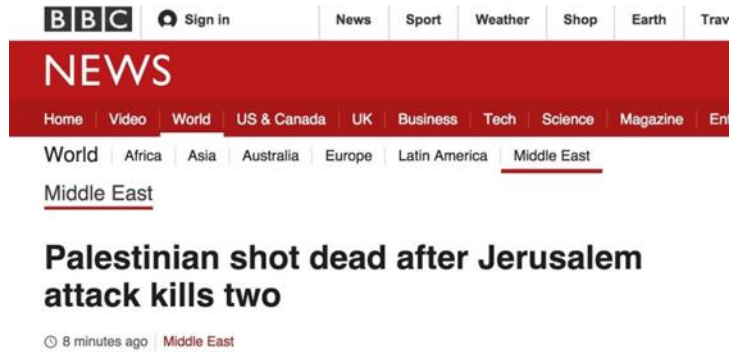 BBC Sign in News Sport Weather Shop Earth Trav
NEWS
Home Video World US & Canada UK Business Tech Science Magazine Ent
World Africa Asia Australia Europe Latin America Middle East
Middle East
Palestinian shot dead after Jerusalem
attack kills two
8 minutes ago Middle East